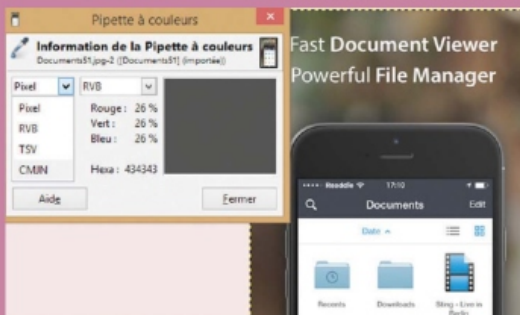 Pipette à couleurs
Information de la Pipette à couleurs
Documents51.jpg-2 ([Documents51] (importée))
Pixel
RVB
Pixel
RVB
TSV
CMJN
Rouge : 26 %
Vert : 26 %
Bleu : 26 %
Hexa : 434343
Aide
Fermer
Fast Document Viewer
Powerful File Manager
Readdle 17:10
Documents Edit
Date
Recents Downloads Sting - Live in
Berlin